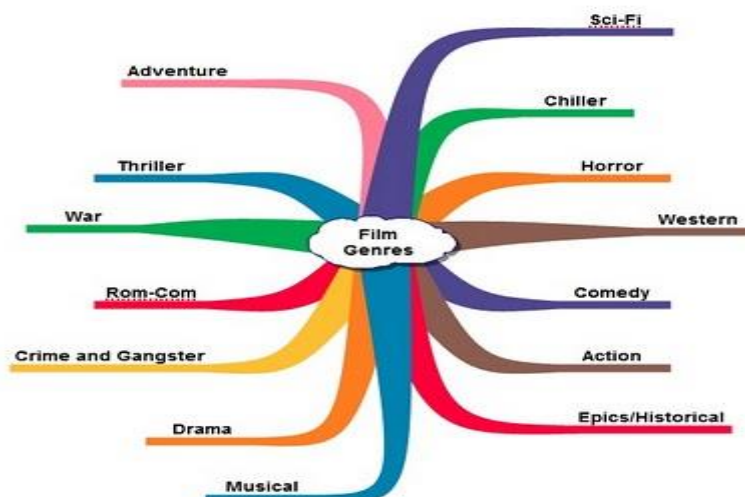 Sci-Fi
Adventure
Chiller
Thriller
Horror
War
Western
Film
Genres
Rom-Com
Comedy
Crime and Gangster
Action
Drama
Epics/Historical
Musical